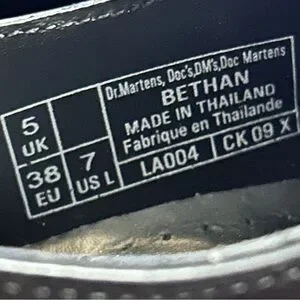 5
UK
38
EU
7
US L
Dr.Martens, Doc's,DM's,Doc Martens
BETHAN
MADE IN THAILAND
Fabrique en Thaïlande
LA004
CK 09 X